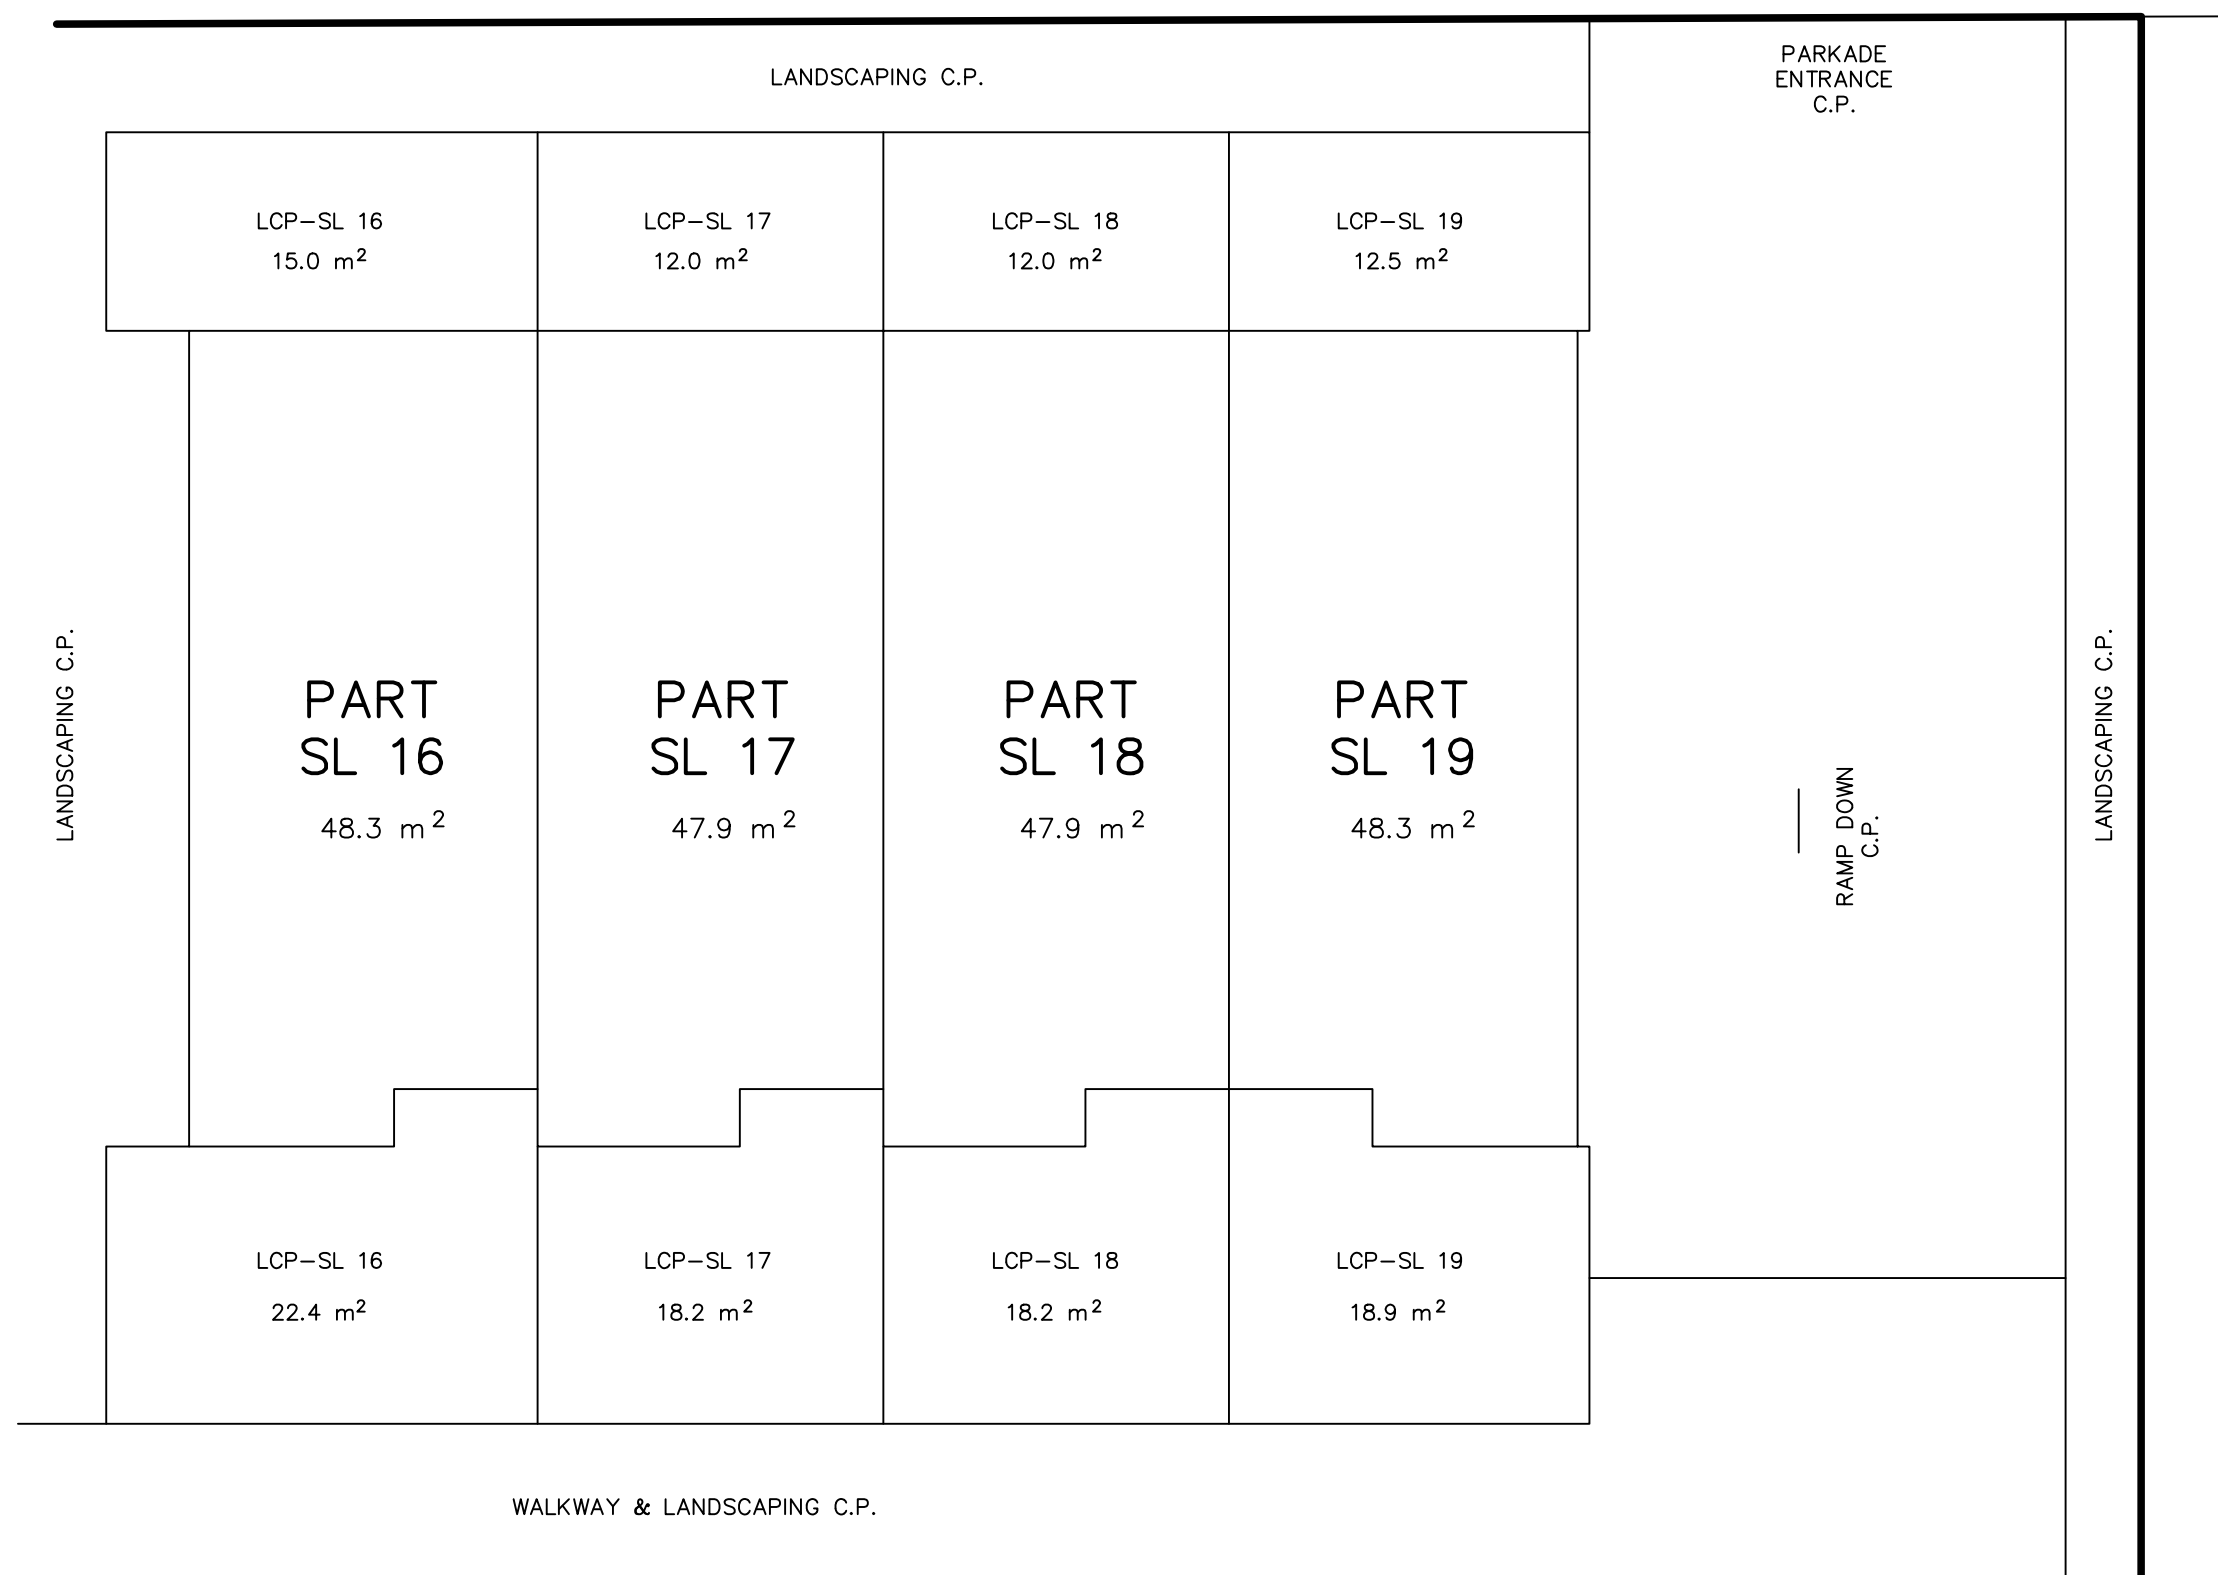 LANDSCAPING C.P.
PARKADE
ENTRANCE
C.P.
LCP-SL 16
15.0 m²
LCP-SL 17
12.0 m²
LCP-SL 18
12.0 m²
LCP-SL 19
12.5 m²
LANDSCAPING C.P.
PART
SL 16
48.3 m²
PART
SL 17
47.9 m²
PART
SL 18
47.9 m²
PART
SL 19
48.3 m²
RAMP DOWN
C.P.
LANDSCAPING C.P.
LCP-SL 16
22.4 m²
LCP-SL 17
18.2 m²
LCP-SL 18
18.2 m²
LCP-SL 19
18.9 m²
WALKWAY & LANDSCAPING C.P.